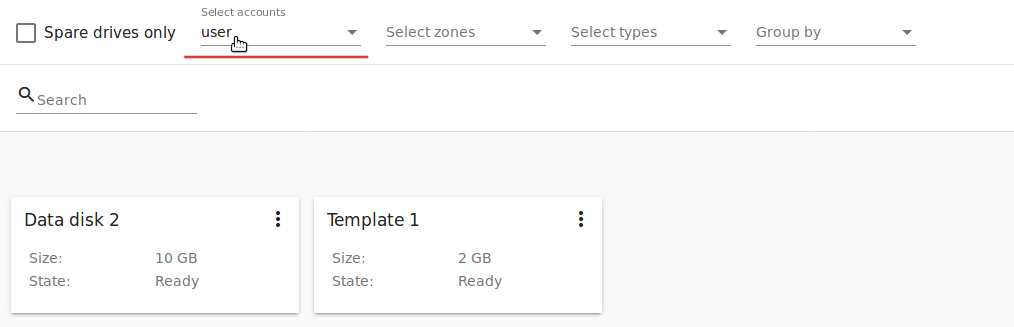 Select accounts
Spare drives only user Select zones Select types Group by
Search
Data disk 2 Template 1
Size: 10 GB Size: 2 GB
State: Ready State: Ready